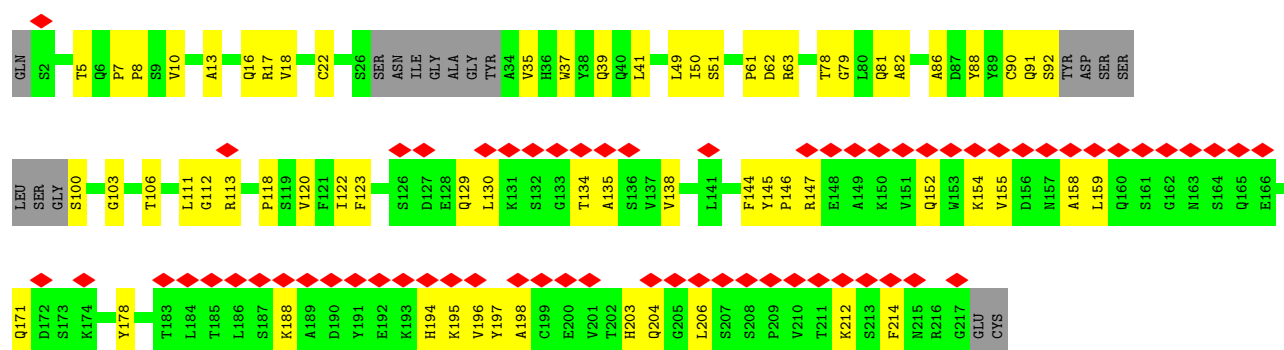 GLN S2 T5 Q6 P7 P8 S9 V10 A13 Q16 R17 V18 C22 S26 SER ASN ILE GLY ALA GLY TYR A34 V35 H36 W37 Y38 Q39 Q40 L41 L49 I50 S51 P61 D62 R63 T78 G79 L80 Q81 A82 A86 D87 Y88 Y89 C90 Q91 S92 TYR ASP SER SER
LEU SER GLY S100 G103 T106 L111 G112 R113 P118 S119 V120 F121 I122 F123 S126 D127 E128 Q129 L130 K131 S132 G133 T134 A135 S136 V137 V138 L141 F144 Y145 P146 R147 E148 A149 K150 V151 Q152 W153 K154 V155 D156 N157 A158 L159 Q160 S161 G162 N163 S164 Q165 E166
Q171 D172 S173 K174 Y178 T183 L184 T185 L186 S187 K188 A189 D190 Y191 E192 K193 H194 K195 V196 Y197 A198 C199 E200 V201 T202 H203 Q204 G205 L206 S207 S208 P209 V210 T211 K212 S213 F214 N215 R216 G217 GLU CYS